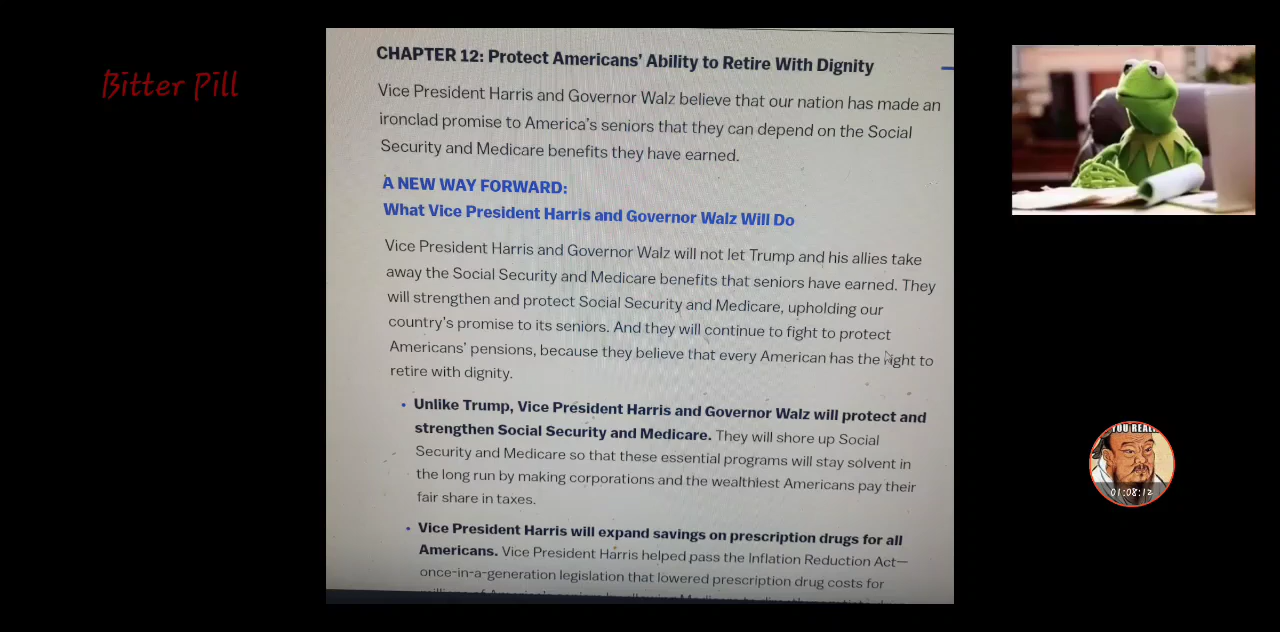 Bitter Pill
CHAPTER 12: Protect Americans' Ability to Retire With Dignity
Vice President Harris and Governor Walz believe that our nation has made an
ironclad promise to America's seniors that they can depend on the Social
Security and Medicare benefits they have earned.
A NEW WAY FORWARD:
What Vice President Harris and Governor Walz Will Do
Vice President Harris and Governor Walz will not let Trump and his allies take
away the Social Security and Medicare benefits that seniors have earned. They
will strengthen and protect Social Security and Medicare, upholding our
country's promise to its seniors. And they will continue to fight to protect
Americans' pensions, because they believe that every American has the right to
retire with dignity.
• Unlike Trump, Vice President Harris and Governor Walz will protect and
strengthen Social Security and Medicare. They will shore up Social
Security and Medicare so that these essential programs will stay solvent in
the long run by making corporations and the wealthiest Americans pay their
fair share in taxes.
• Vice President Harris will expand savings on prescription drugs for all
Americans. Vice President Harris helped pass the Inflation Reduction Act—
once-in-a-generation legislation that lowered prescription drug costs for
YOU
01:08:12